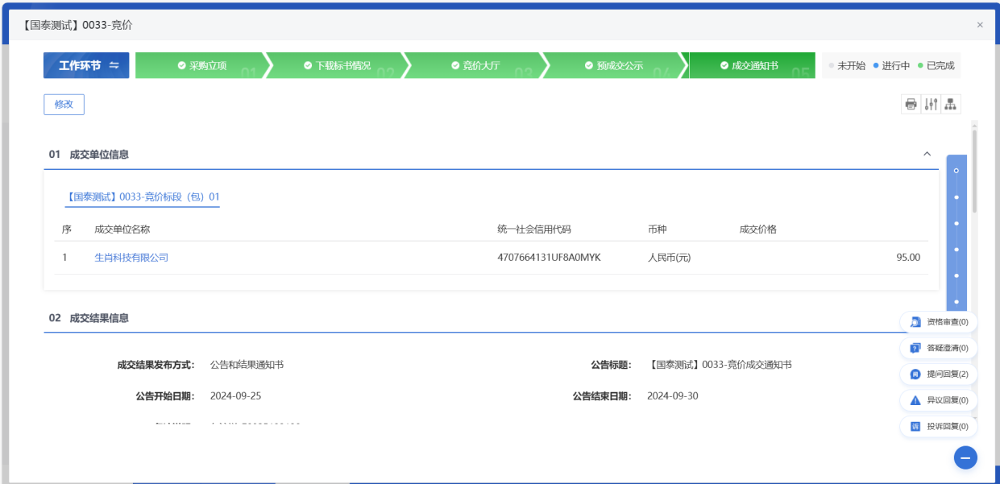 【国泰测试】0033-竞价
×
工作环节
采购立项 01
下载标书情况 02
竞价大厅 03
预成交公示 04
成交通知书 05
未开始 进行中 已完成
修改
01 成交单位信息
【国泰测试】0033-竞价标段（包）01
序 成交单位名称 统一社会信用代码 币种 成交价格
1 生肖科技有限公司 4707664131UF8A0MYK 人民币(元) 95.00
02 成交结果信息
资格审查(0)
答疑澄清(0)
提问回复(2)
异议回复(0)
诉 投诉回复(0)
成交结果发布方式: 公告和结果通知书 公告标题: 【国泰测试】0033-竞价成交通知书
公告开始日期: 2024-09-25 公告结束日期: 2024-09-30